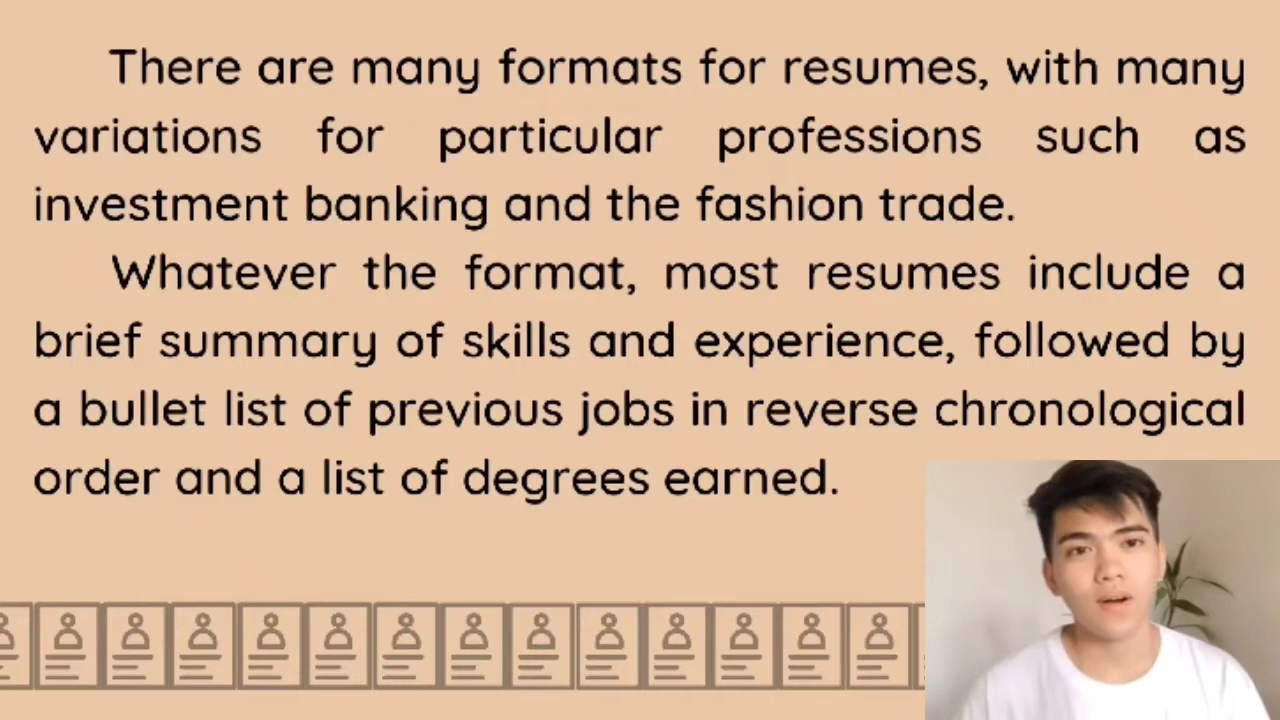 There are many formats for resumes, with many
variations for particular professions such as
investment banking and the fashion trade.
Whatever the format, most resumes include a
brief summary of skills and experience, followed by
a bullet list of previous jobs in reverse chronological
order and a list of degrees earned.